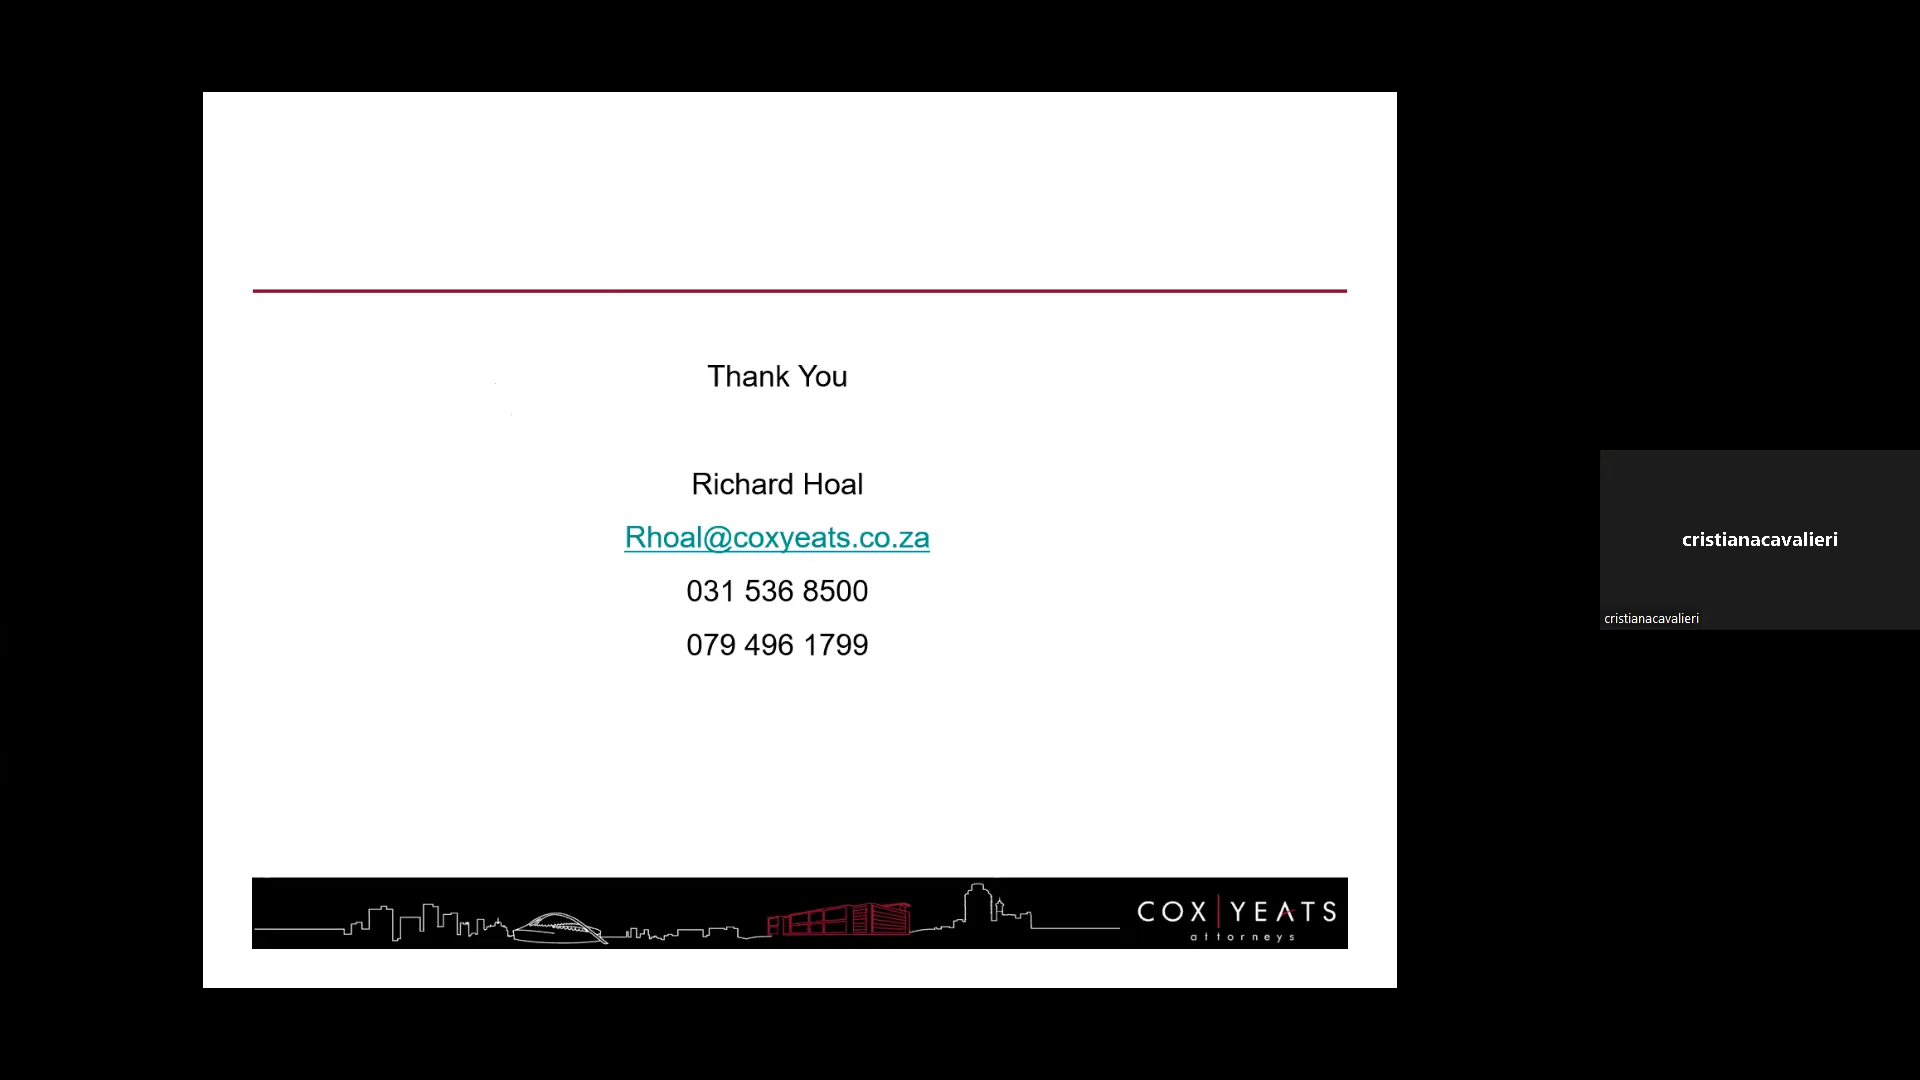 Thank You
Richard Hoal
Rhoal@coxyeats.co.za
031 536 8500
079 496 1799
COX YEATS
attorneys
cristianacavalieri
cristianacavalieri